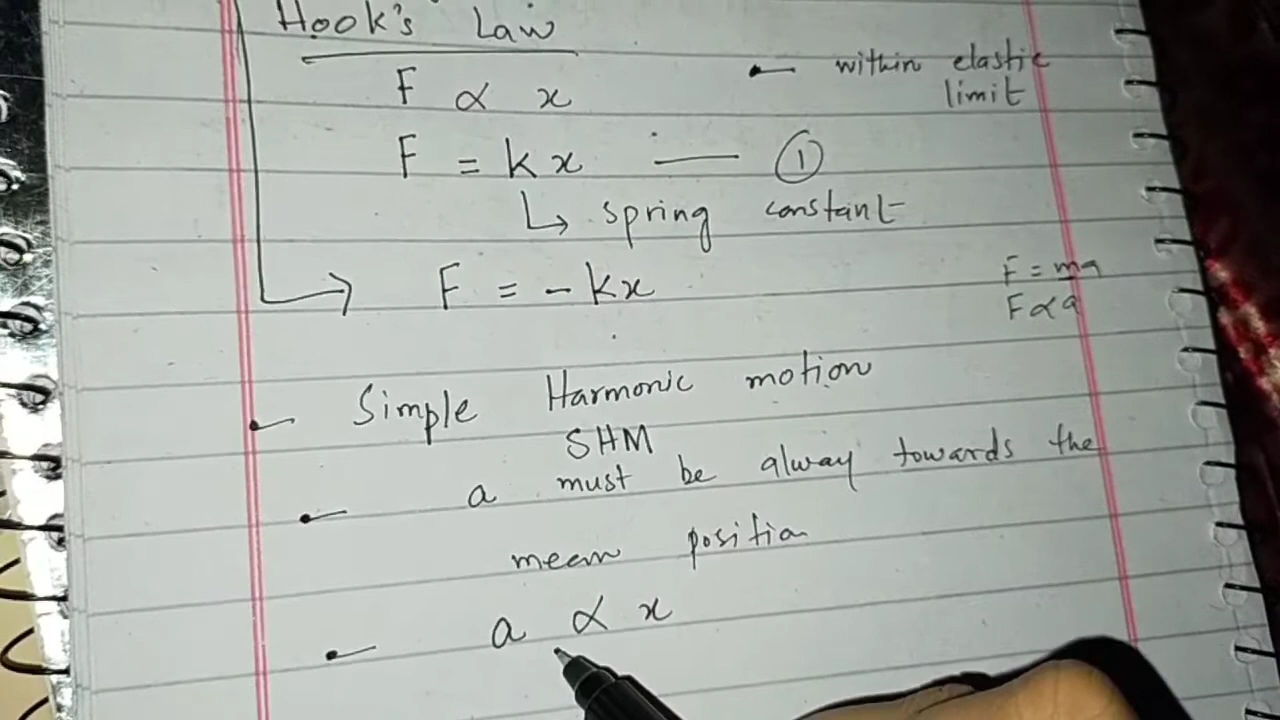 Hook's Law
F ∝ x
• within elastic
limit
F = kx — ①
↳ spring constant
→ F = - kx
F = ma
F ∝ a
• Simple Harmonic motion
SHM
• a must be alway towards the
mean position
• a ∝ x